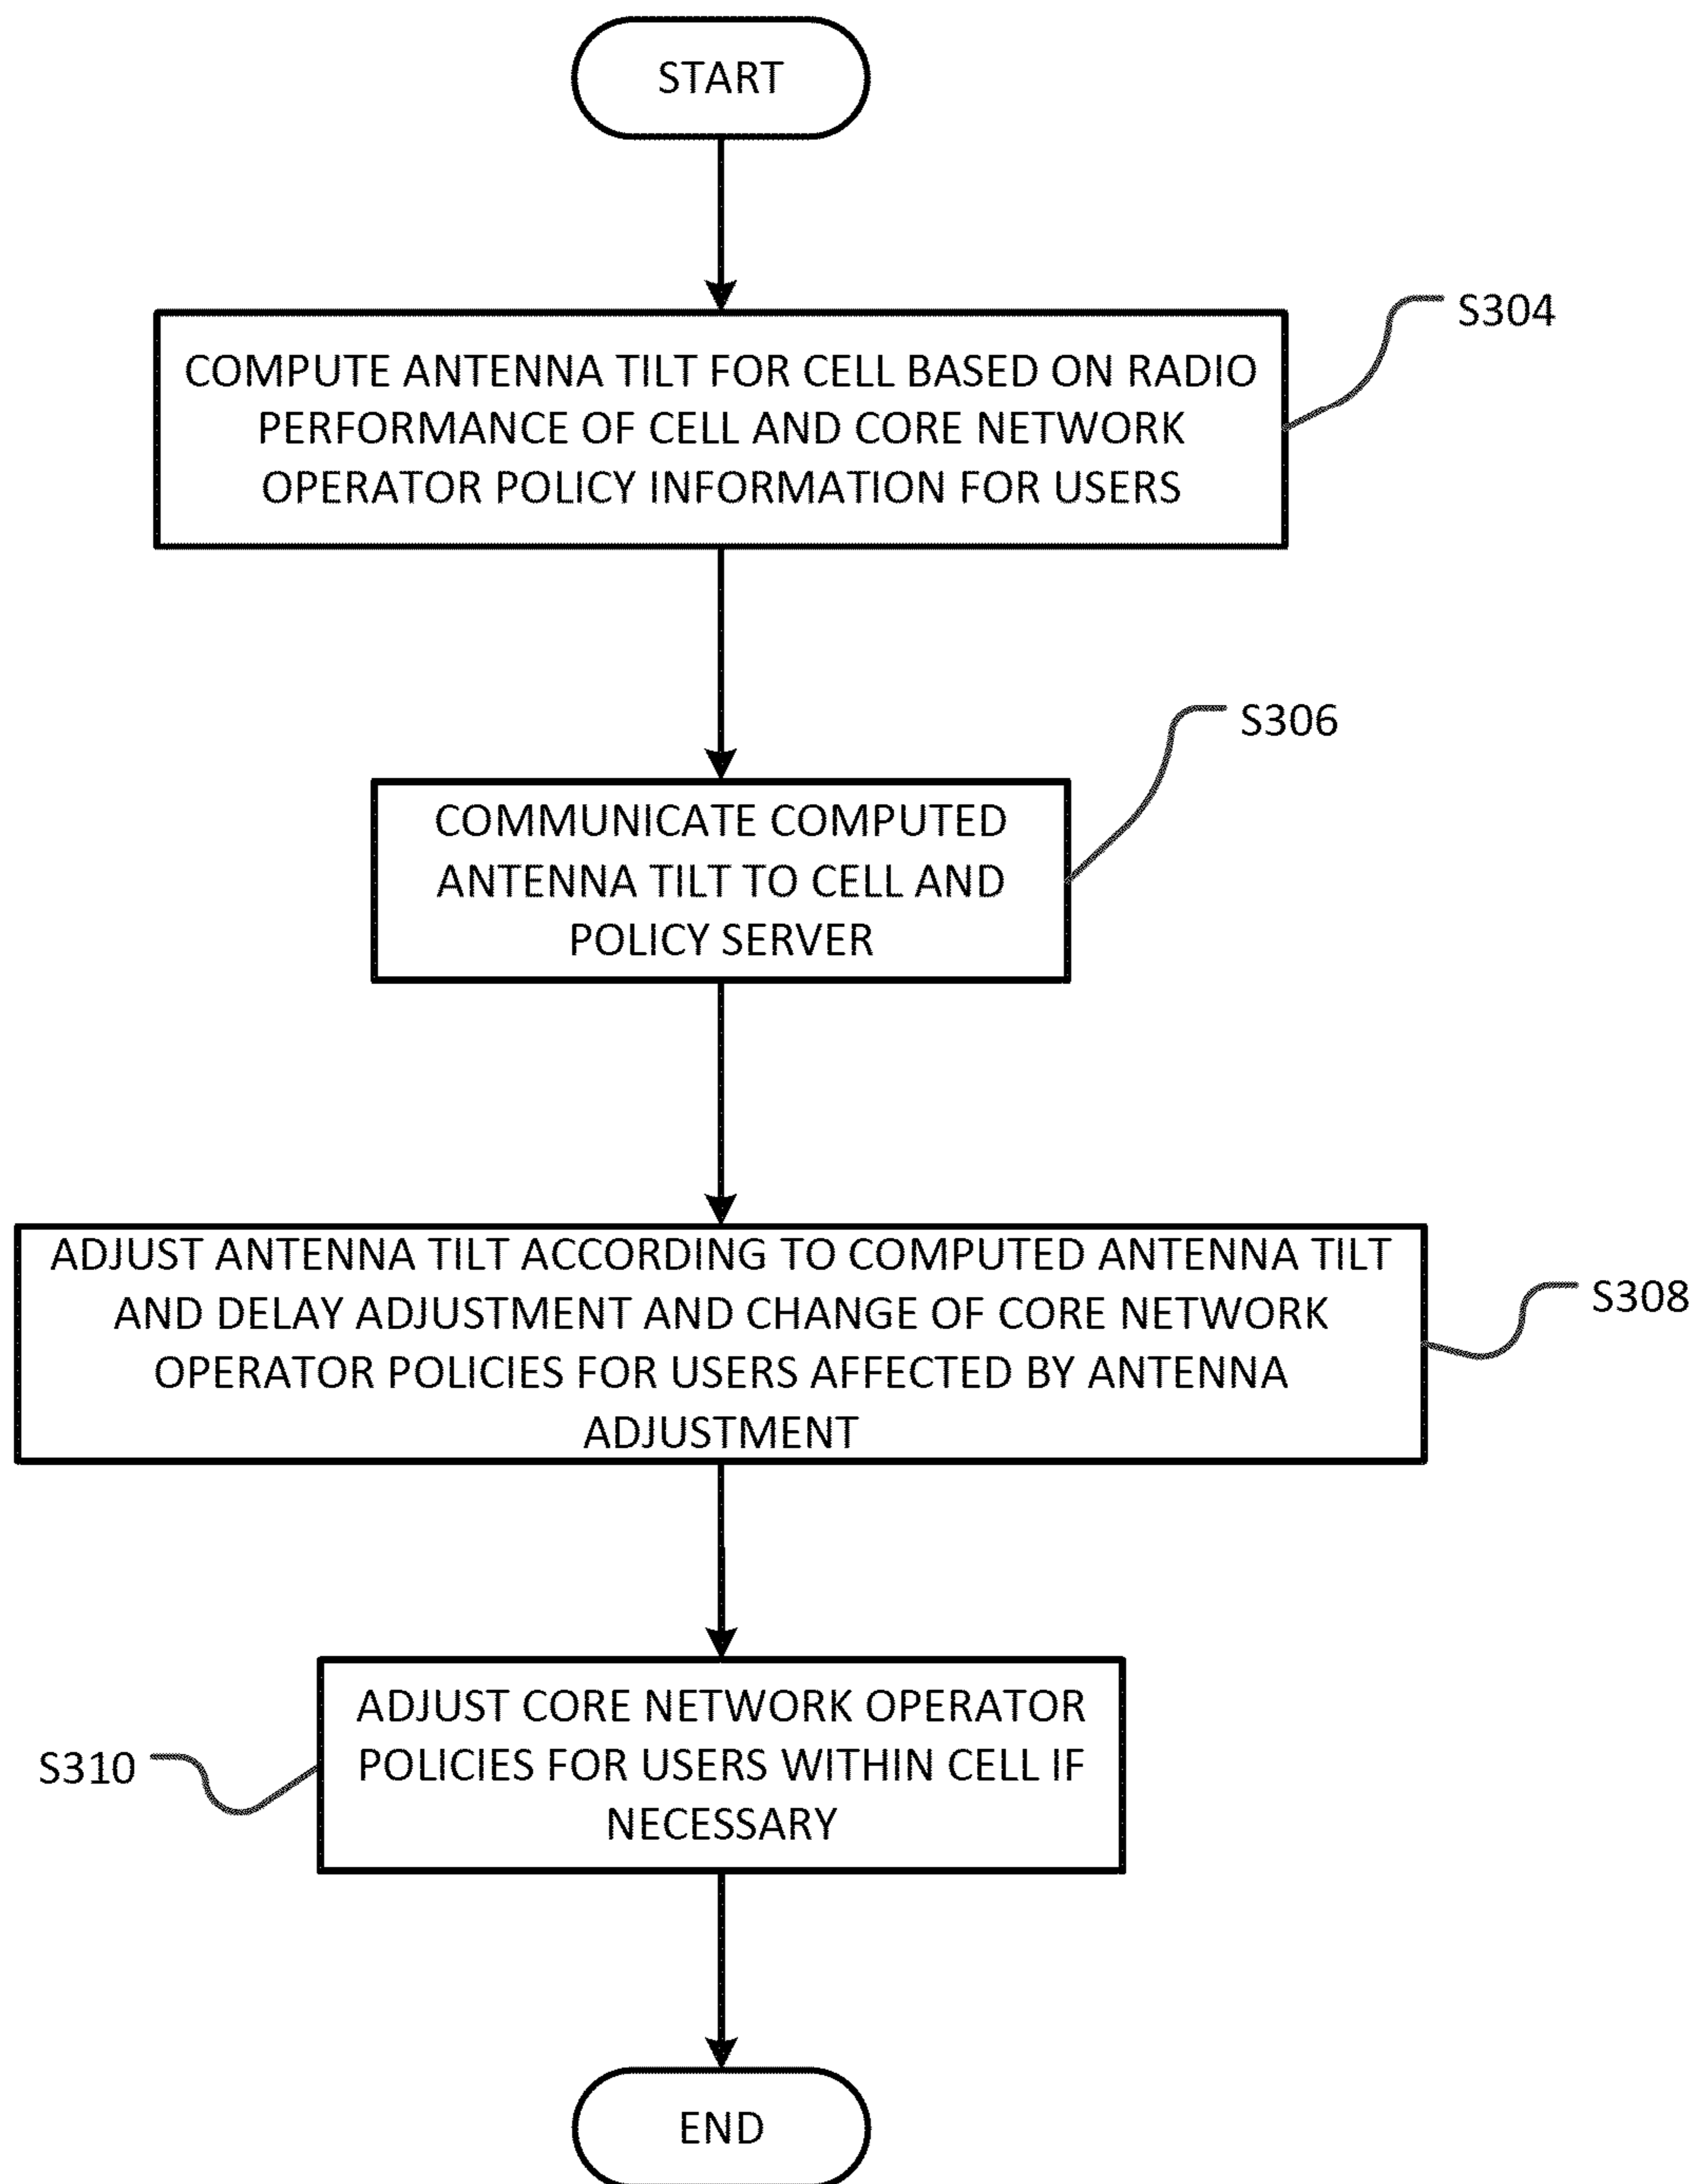 START
S304
COMPUTE ANTENNA TILT FOR CELL BASED ON RADIO
PERFORMANCE OF CELL AND CORE NETWORK
OPERATOR POLICY INFORMATION FOR USERS
S306
COMMUNICATE COMPUTED
ANTENNA TILT TO CELL AND
POLICY SERVER
ADJUST ANTENNA TILT ACCORDING TO COMPUTED ANTENNA TILT
AND DELAY ADJUSTMENT AND CHANGE OF CORE NETWORK
OPERATOR POLICIES FOR USERS AFFECTED BY ANTENNA
ADJUSTMENT
S308
ADJUST CORE NETWORK OPERATOR
POLICIES FOR USERS WITHIN CELL IF
NECESSARY
S310
END